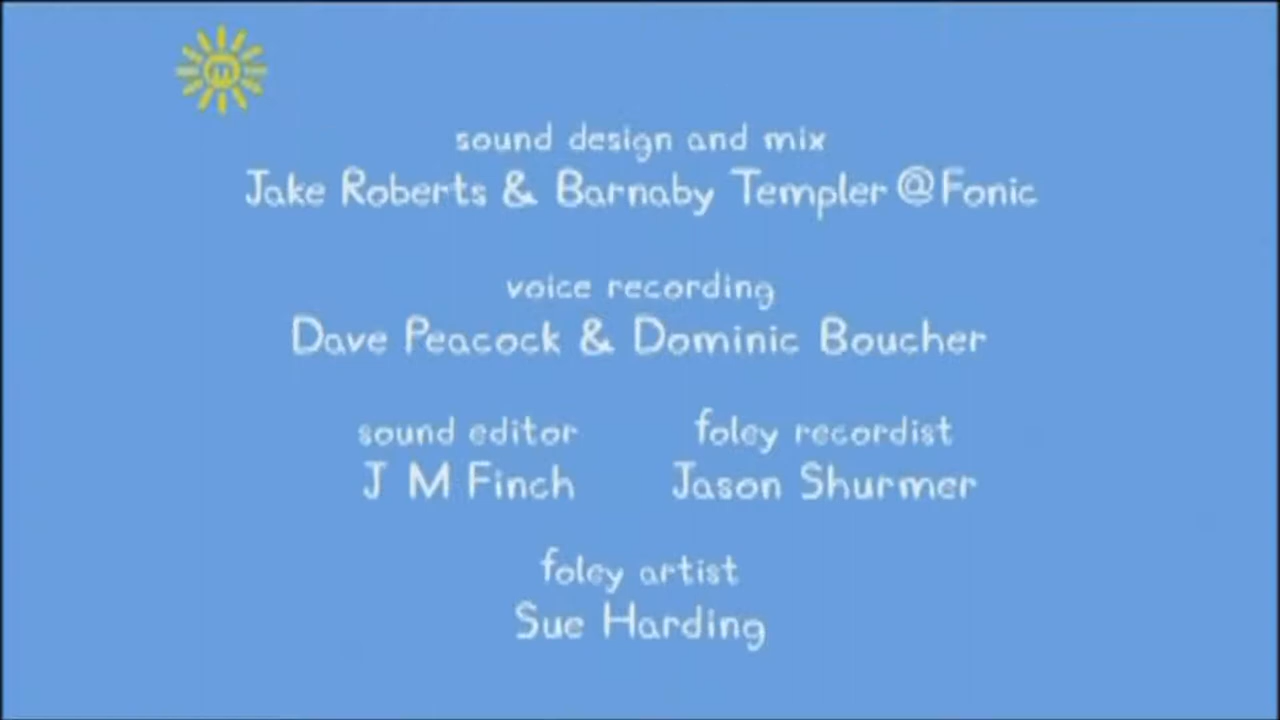 sound design and mix
Jake Roberts & Barnaby Templer @Fonic
voice recording
Dave Peacock & Dominic Boucher
sound editor
foley recordist
J M Finch
Jason Shurmer
foley artist
Sue Harding